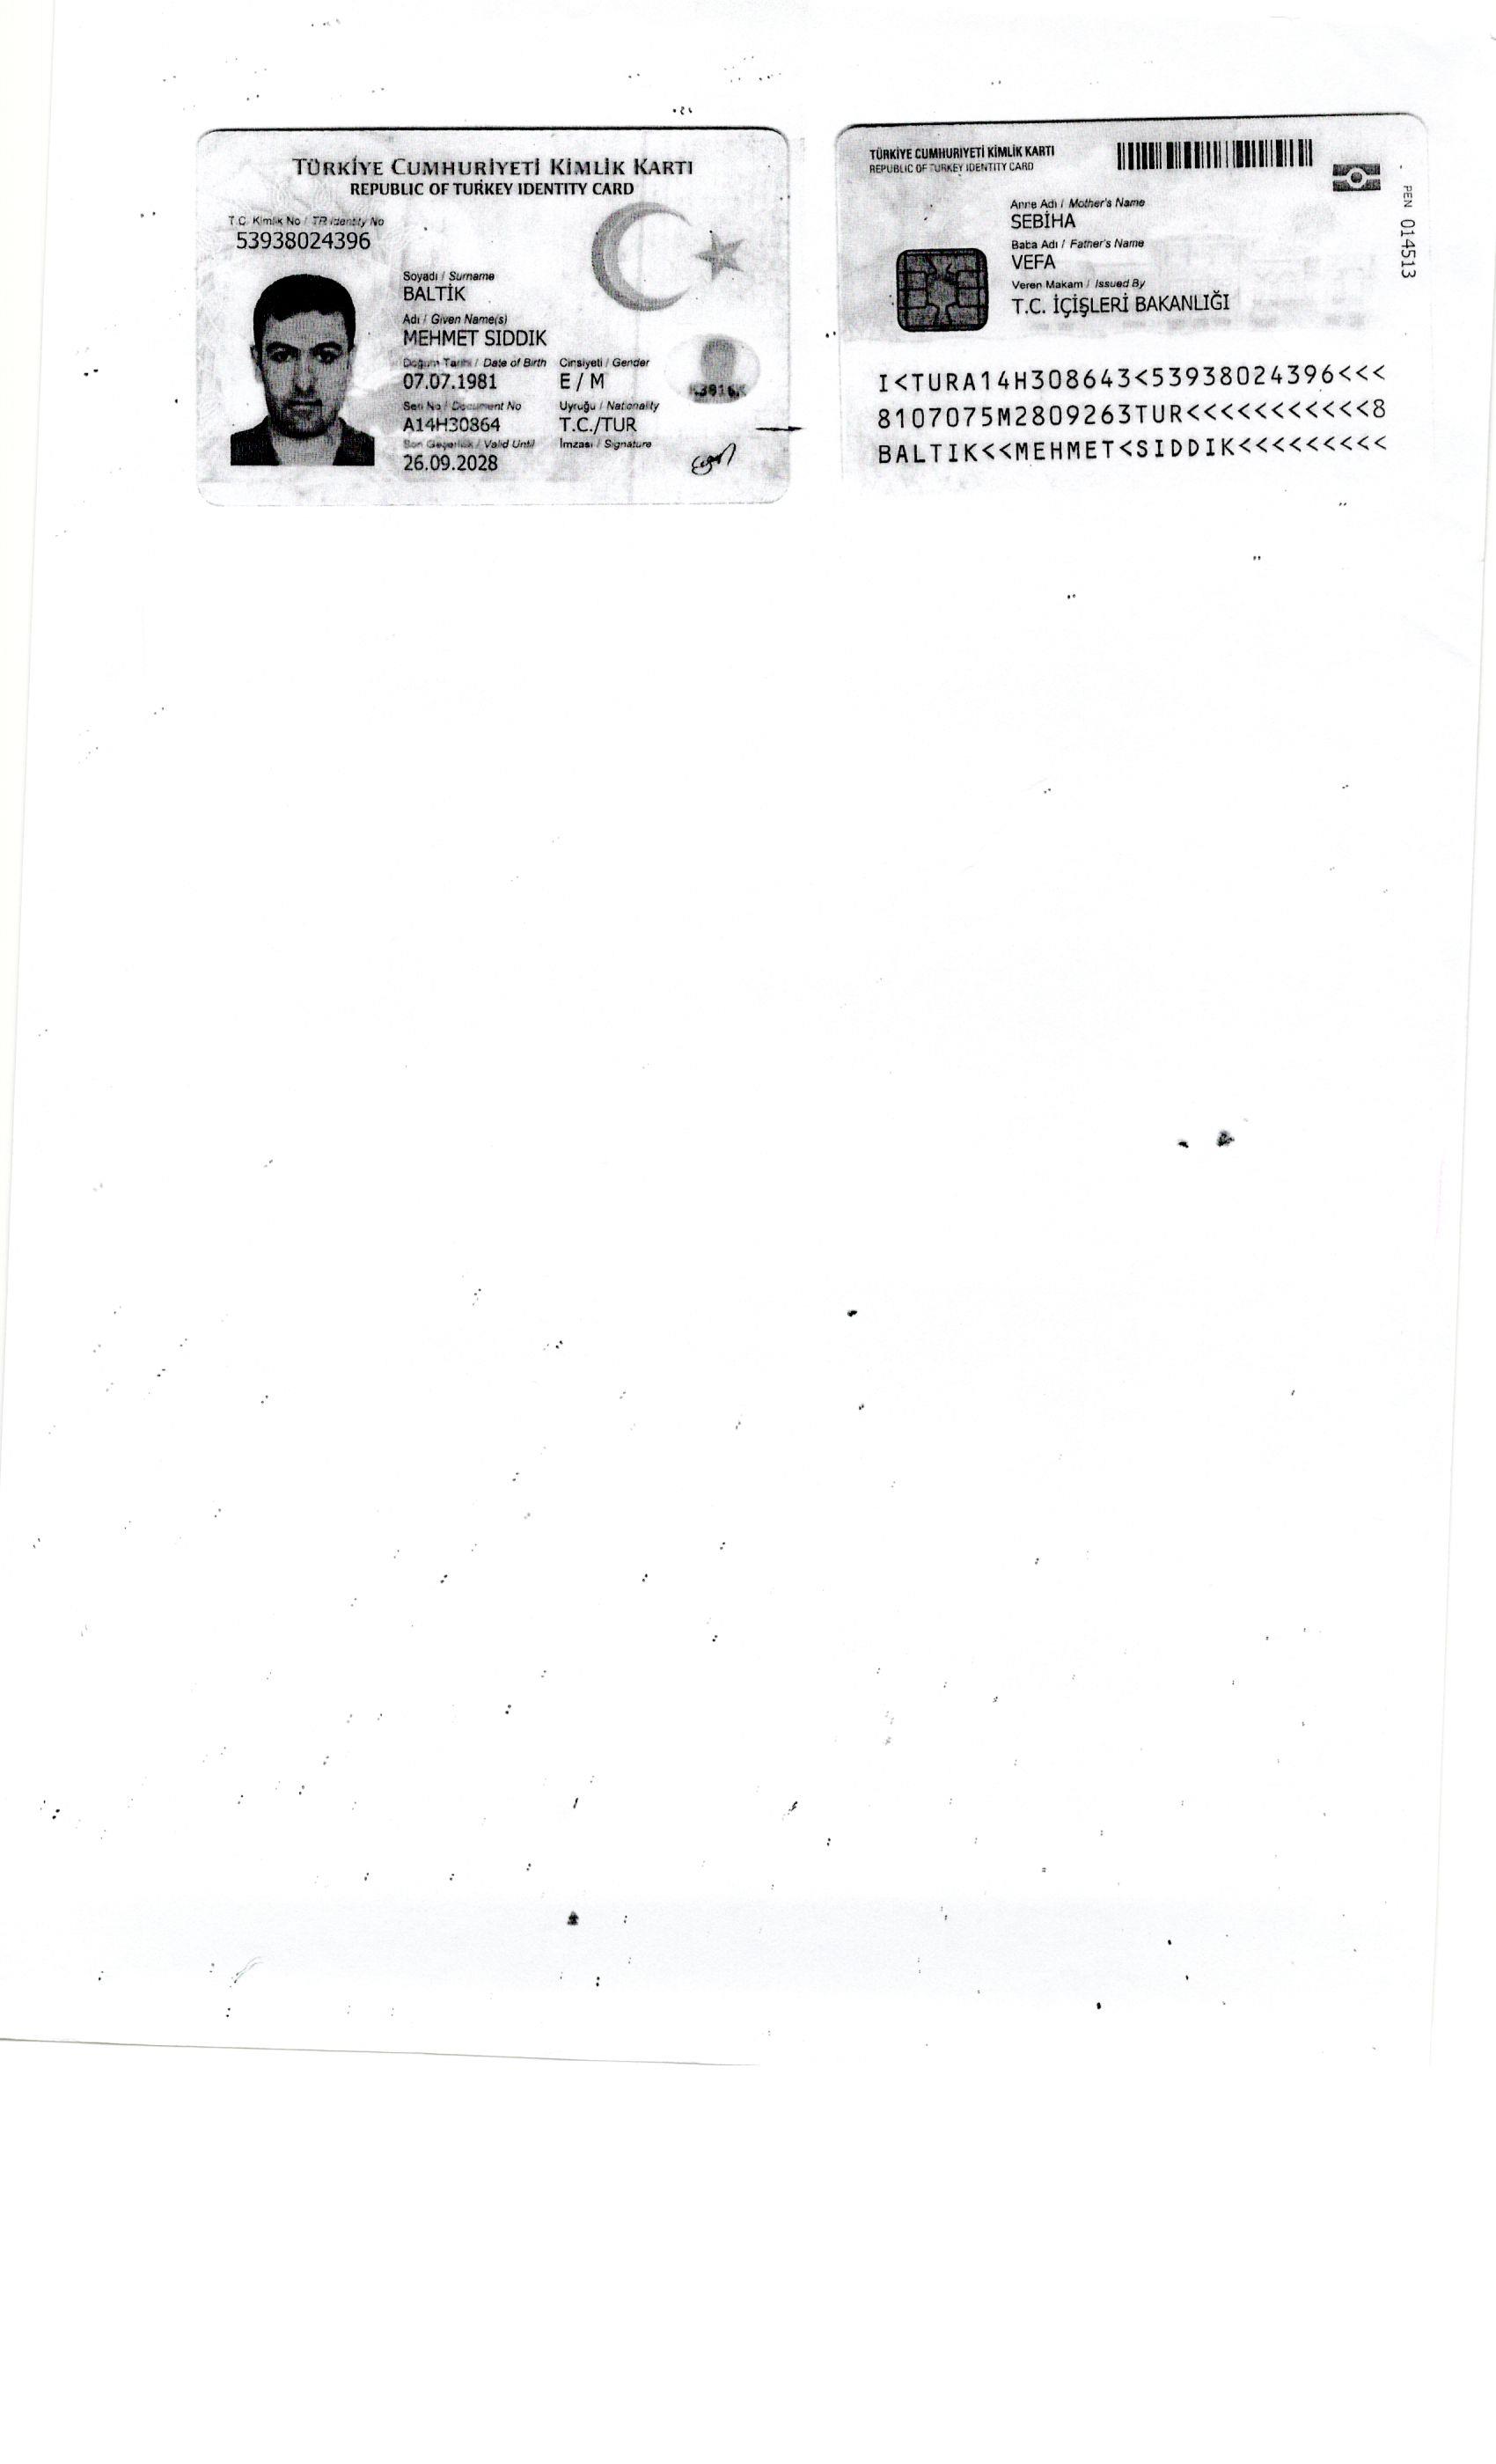 TÜRKİYE CUMHURİYETİ KİMLİK KARTI
REPUBLIC OF TURKEY IDENTITY CARD
T.C. Kimlik No / TR Identity No
53938024396
Soyadı / Surname
BALTİK
Adı / Given Name(s)
MEHMET SIDDIK
Doğum Tarihi / Date of Birth Cinsiyeti / Gender
07.07.1981 E / M
Seri No / Document No Uyruğu / Nationality
A14H30864 T.C./TUR
Son Geçerlilik / Valid Until İmzası / Signature
26.09.2028
TÜRKİYE CUMHURİYETİ KİMLİK KARTI
REPUBLIC OF TURKEY IDENTITY CARD
Anne Adı / Mother's Name
SEBİHA
Baba Adı / Father's Name
VEFA
Veren Makam / Issued By
T.C. İÇİŞLERİ BAKANLIĞI
PEN 014513
I<TURA14H308643<53938024396<<<
8107075M2809263TUR<<<<<<<<<<<8
BALTIK<<MEHMET<SIDDIK<<<<<<<<<